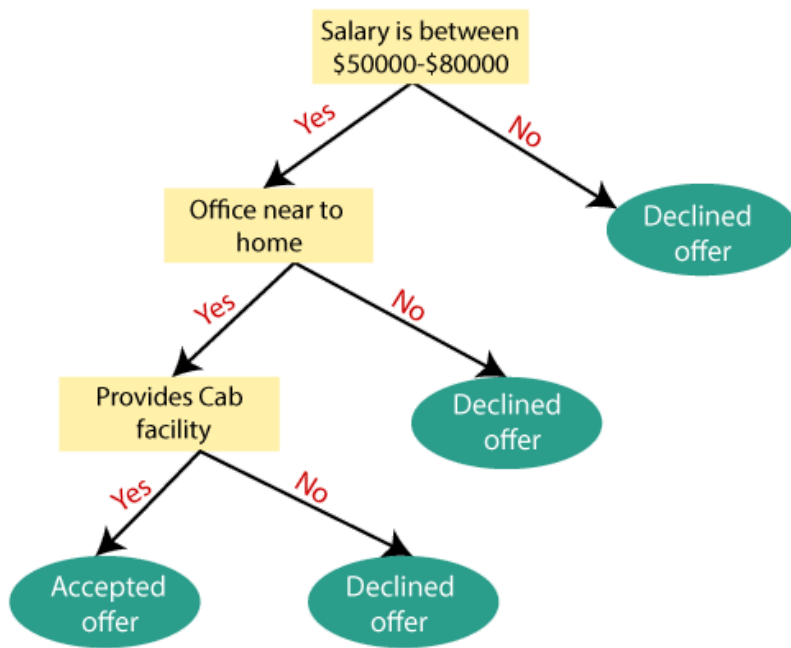 Salary is between
$50000-$80000
Yes
No
Office near to
home
Declined
offer
Yes
No
Provides Cab
facility
Declined
offer
Yes
No
Accepted
offer
Declined
offer